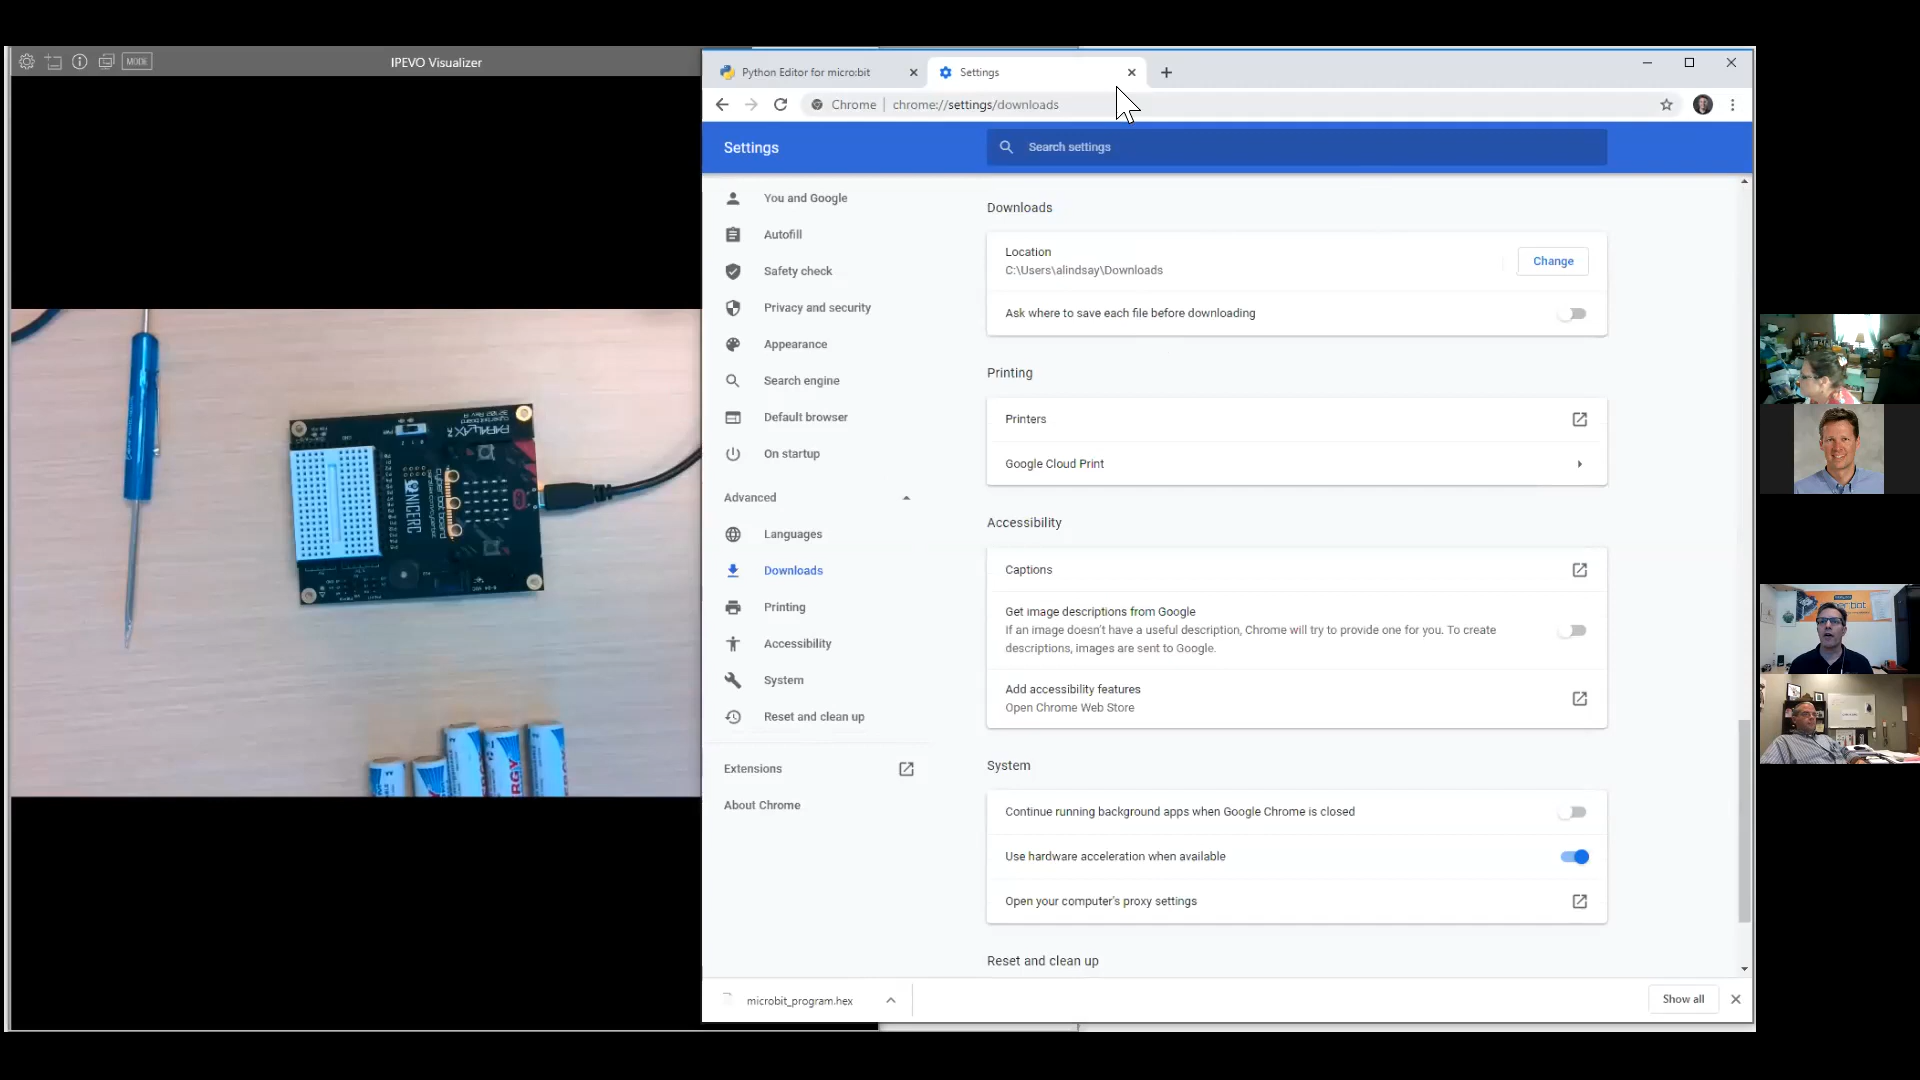 MODE
IPEVO Visualizer
Python Editor for micro:bit
Settings
Chrome
chrome://settings/downloads
Settings
Search settings
You and Google
Autofill
Safety check
Privacy and security
Appearance
Search engine
Default browser
On startup
Advanced
Languages
Downloads
Printing
Accessibility
System
Reset and clean up
Extensions
About Chrome
Downloads
Location
C:\Users\alindsay\Downloads
Change
Ask where to save each file before downloading
Printing
Printers
Google Cloud Print
Accessibility
Captions
Get image descriptions from Google
If an image doesn't have a useful description, Chrome will try to provide one for you. To create
descriptions, images are sent to Google.
Add accessibility features
Open Chrome Web Store
System
Continue running background apps when Google Chrome is closed
Use hardware acceleration when available
Open your computer's proxy settings
Reset and clean up
microbit_program.hex
Show all
PARALLAX
NICERC
cyber:bot board